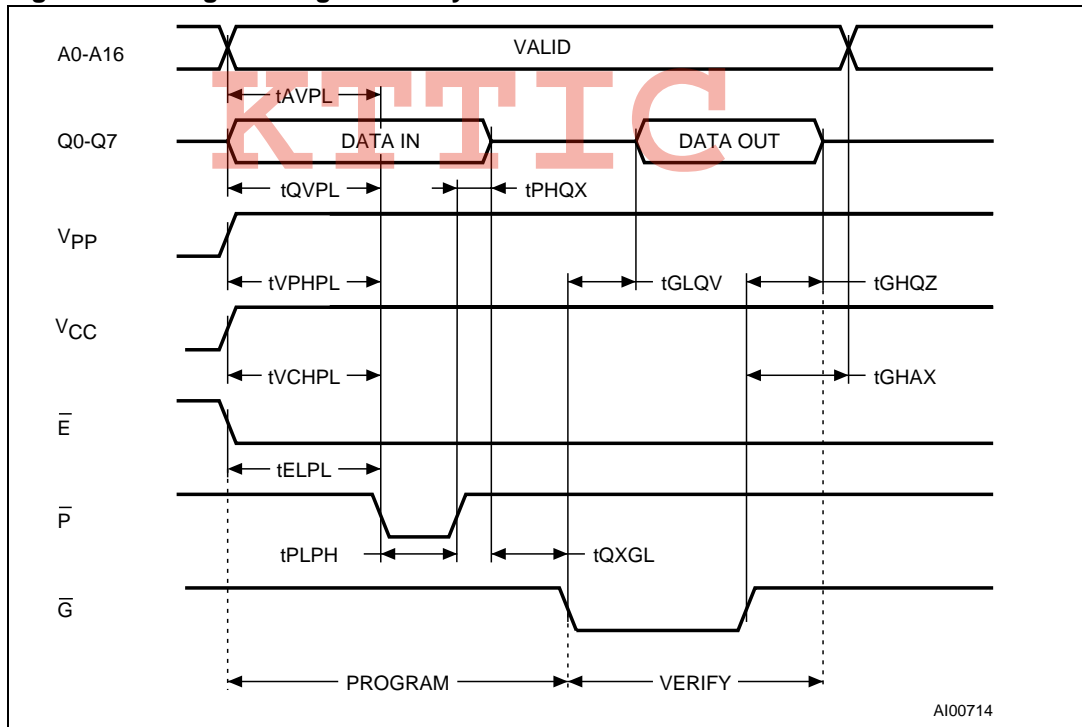 A0-A16
VALID
KTTIC
tAVPL
Q0-Q7
DATA IN
DATA OUT
tQVPL
tPHQX
VPP
tVPHPL
tGLQV
tGHQZ
VCC
tVCHPL
tGHAX
E̅
tELPL
P̅
tPLPH
tQXGL
G̅
PROGRAM
VERIFY
AI00714